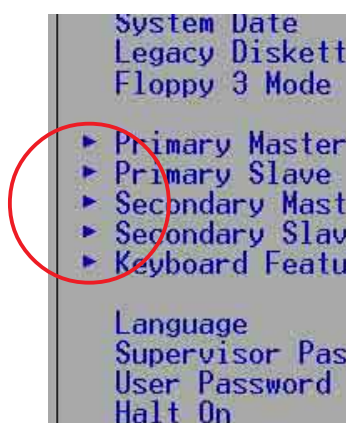 System Date
Legacy Diskett
Floppy 3 Mode
Primary Master
Primary Slave
Secondary Mast
Secondary Slav
Keyboard Featu
Language
Supervisor Pas
User Password
Halt On